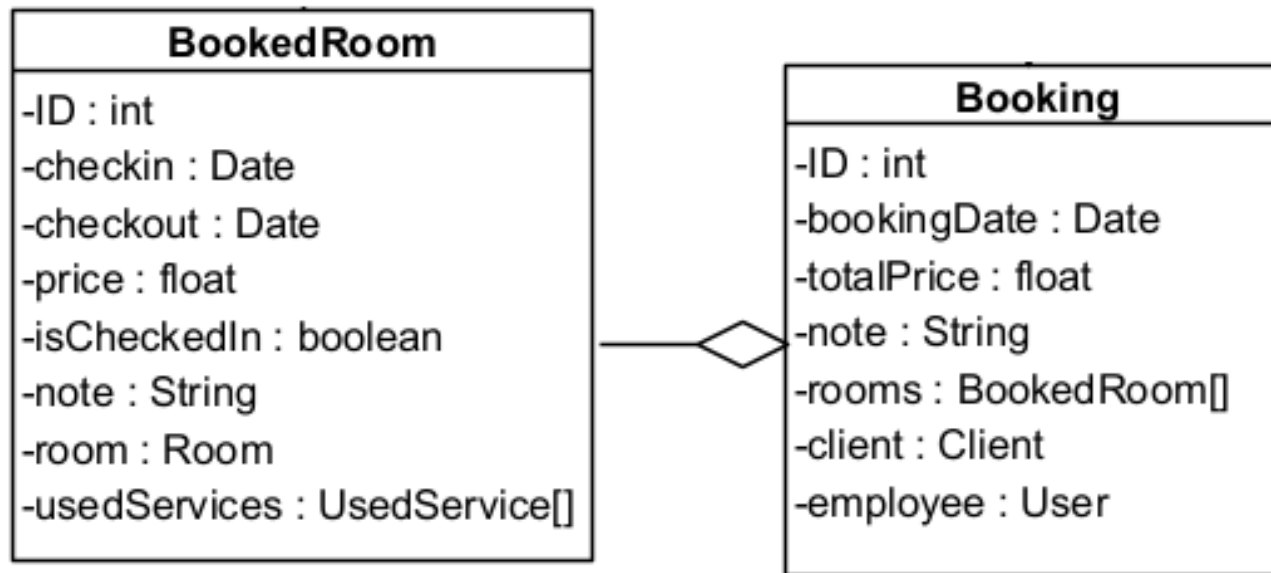 BookedRoom
-ID : int
-checkin : Date
-checkout : Date
-price : float
-isCheckedIn : boolean
-note : String
-room : Room
-usedServices : UsedService[]
Booking
-ID : int
-bookingDate : Date
-totalPrice : float
-note : String
-rooms : BookedRoom[]
-client : Client
-employee : User